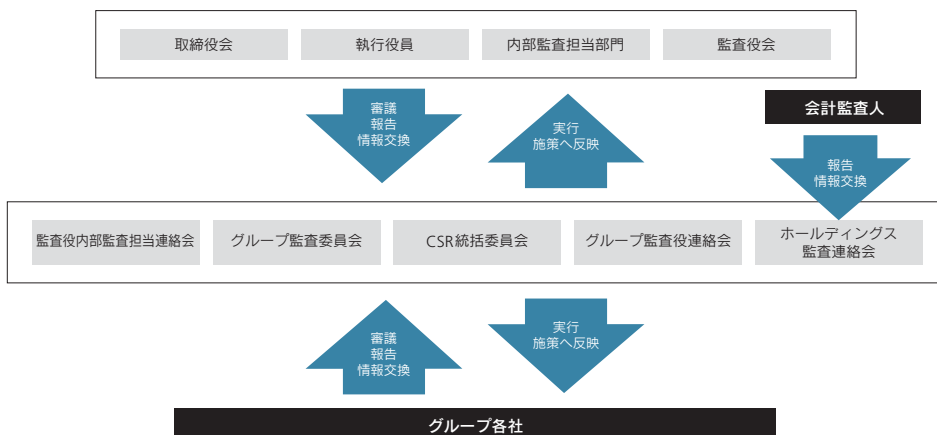 取締役会
執行役員
内部監査担当部門
監査役会
審議
報告
情報交換
実行
施策へ反映
会計監査人
報告
情報交換
監査役内部監査担当連絡会
グループ監査委員会
CSR統括委員会
グループ監査役連絡会
ホールディングス
監査連絡会
審議
報告
情報交換
実行
施策へ反映
グループ各社